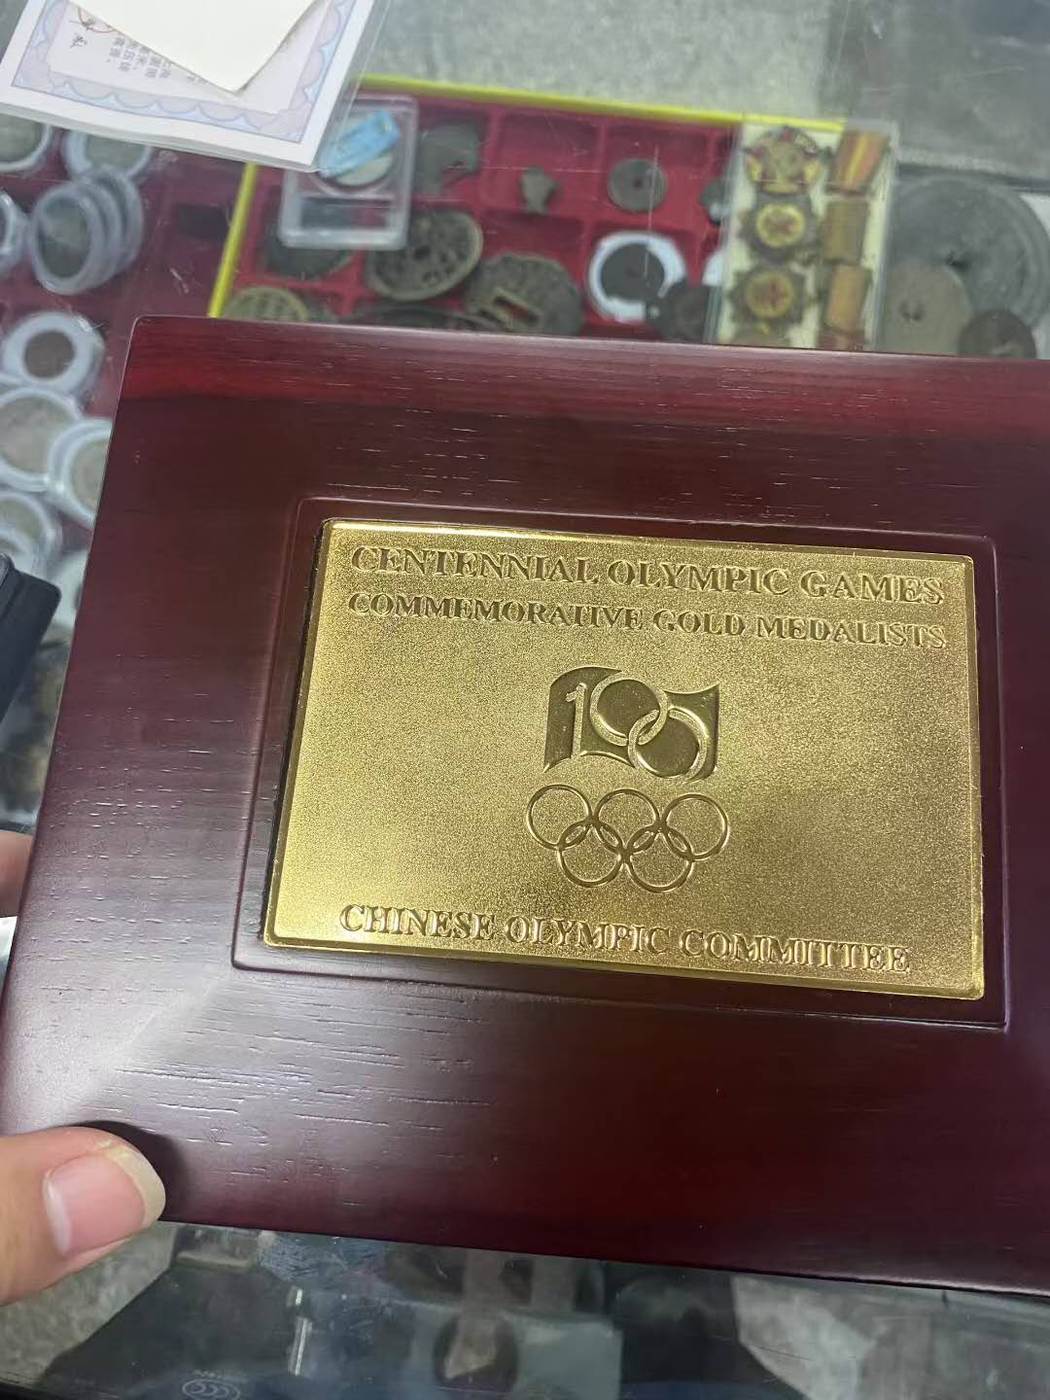 CENTENNIAL OLYMPIC GAMES
COMMEMORATIVE GOLD MEDALISTS
100
CHINESE OLYMPIC COMMITTEE